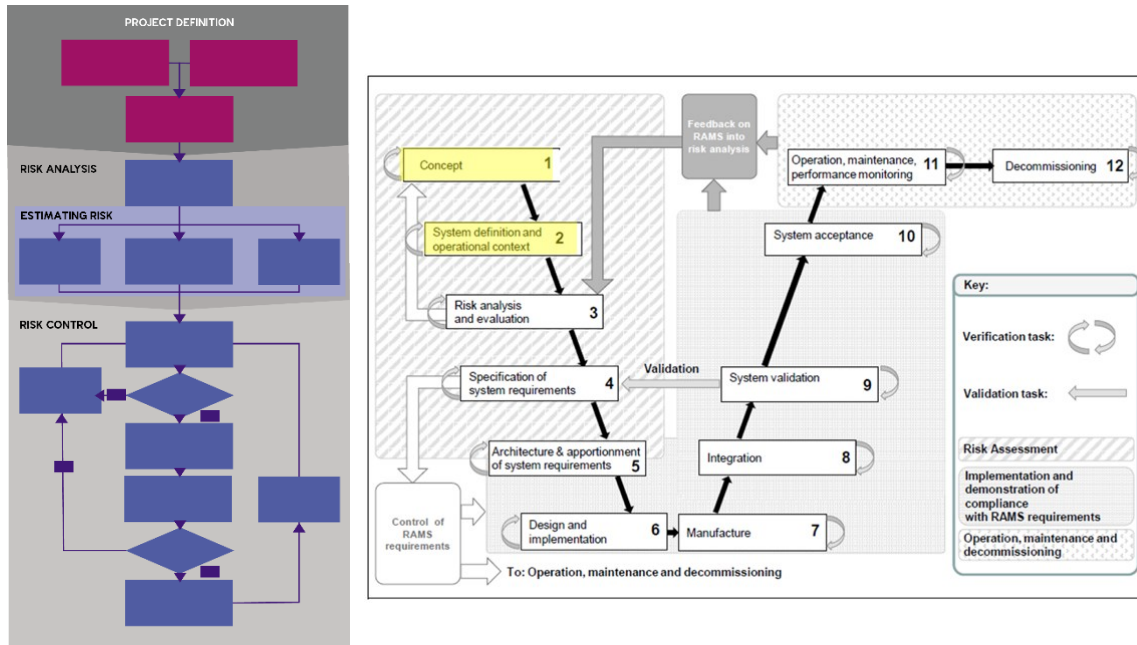 PROJECT DEFINITION
RISK ANALYSIS
ESTIMATING RISK
RISK CONTROL
Concept 1
System definition and
operational context 2
Risk analysis
and evaluation 3
Specification of
system requirements 4
Architecture & apportionment
of system requirements 5
Design and
implementation 6
Manufacture 7
Integration 8
System validation 9
System acceptance 10
Operation, maintenance,
performance monitoring 11
Decommissioning 12
Feedback on
RAMS into
risk analysis
Validation
Control of
RAMS
requirements
To: Operation, maintenance and decommissioning
Key:
Verification task:
Validation task:
Risk Assessment
Implementation and
demonstration of
compliance
with RAMS requirements
Operation, maintenance and
decommissioning